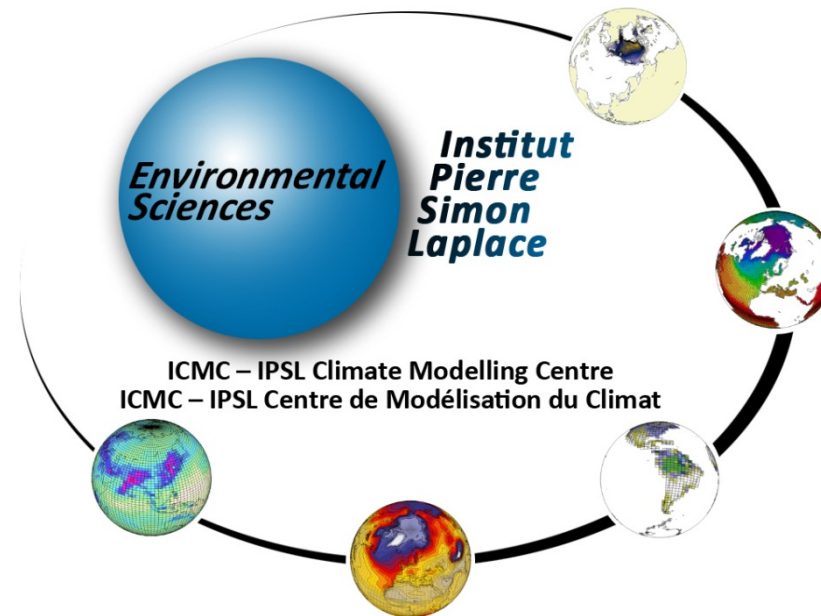 Environmental
Sciences
Institut
Pierre
Simon
Laplace
ICMC – IPSL Climate Modelling Centre
ICMC – IPSL Centre de Modélisation du Climat